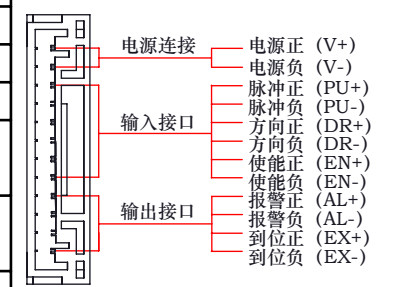 电源连接
电源正 (V+)
电源负 (V-)
输入接口
脉冲正 (PU+)
脉冲负 (PU-)
方向正 (DR+)
方向负 (DR-)
使能正 (EN+)
使能负 (EN-)
输出接口
报警正 (AL+)
报警负 (AL-)
到位正 (EX+)
到位负 (EX-)